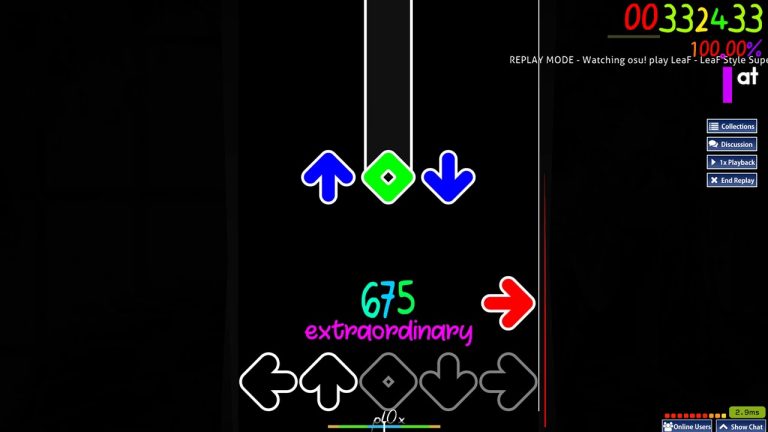 00332433
100.00%
REPLAY MODE - Watching osu! play LeaF - LeaF Style Supe
at
Collections
Discussion
1x Playback
End Replay
675
extraordinary
2.9ms
Online Users
Show Chat